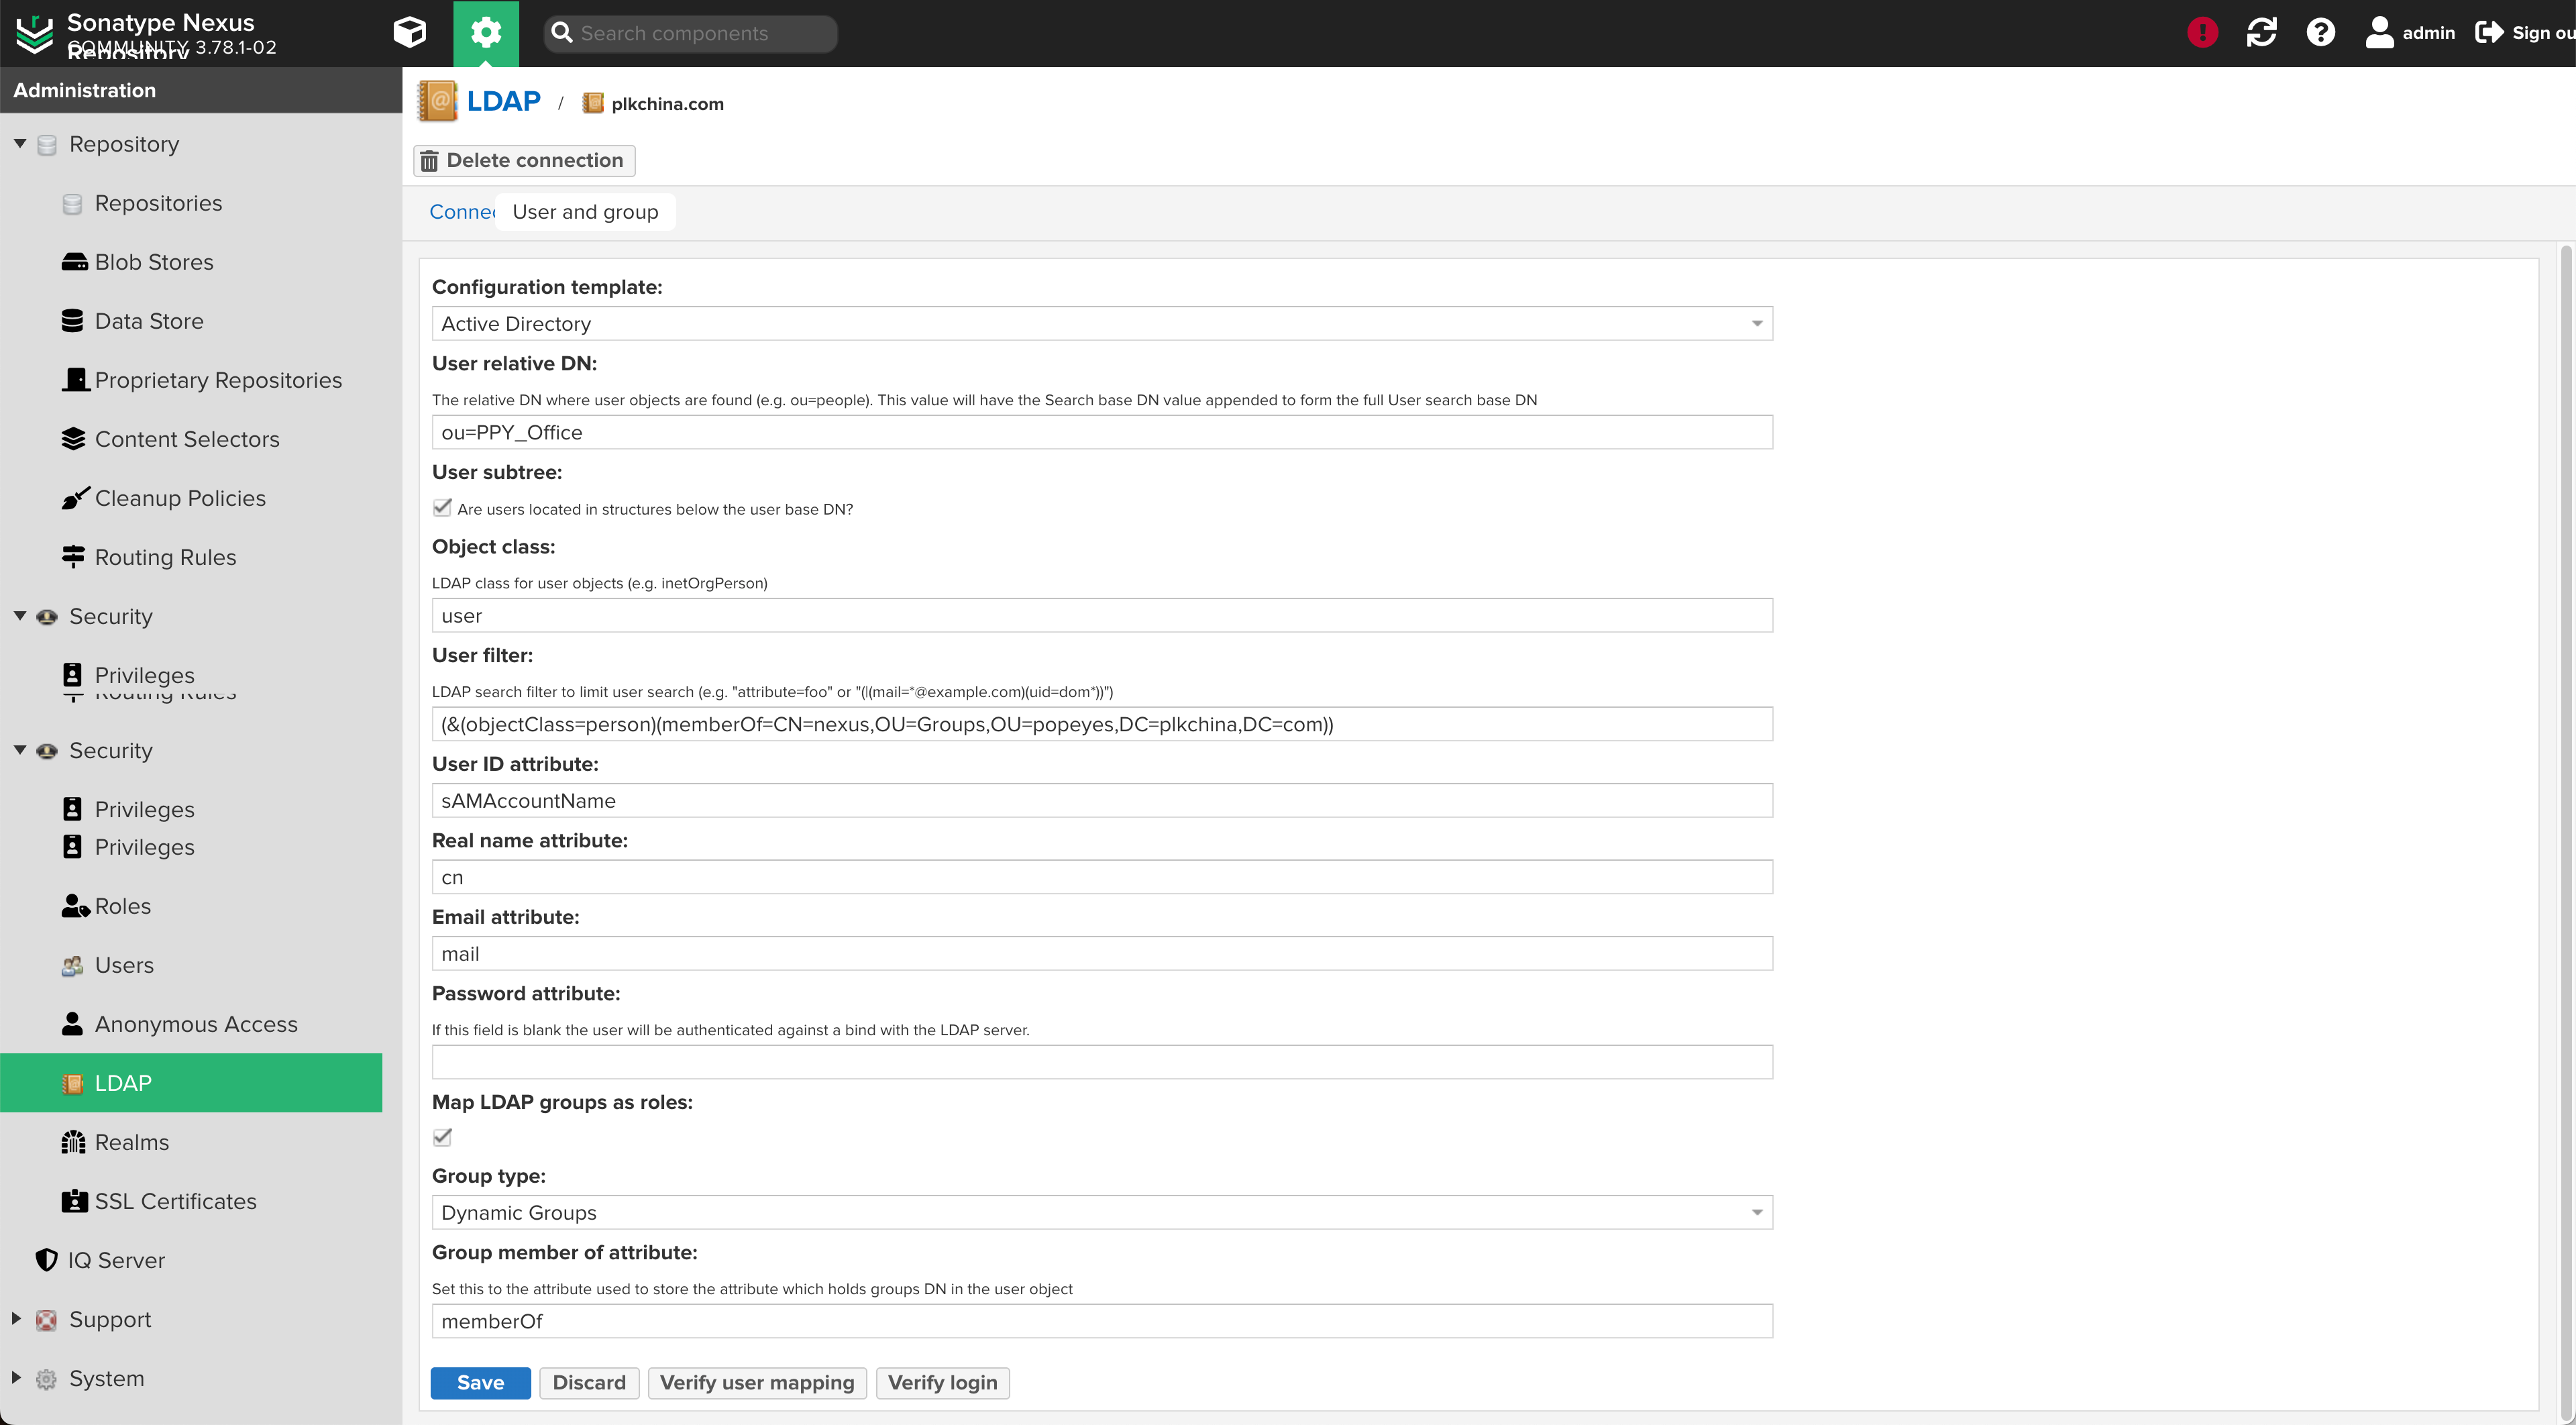 Sonatype Nexus
Repository
COMMUNITY 3.78.1-02
Search components
admin
Sign ou
Administration
Repository
Repositories
Blob Stores
Data Store
Proprietary Repositories
Content Selectors
Cleanup Policies
Routing Rules
Security
Privileges
Routing Rules
Security
Privileges
Privileges
Roles
Users
Anonymous Access
LDAP
Realms
SSL Certificates
IQ Server
Support
System
LDAP / plkchina.com
Delete connection
Connec
User and group
Configuration template:
Active Directory
User relative DN:
The relative DN where user objects are found (e.g. ou=people). This value will have the Search base DN value appended to form the full User search base DN
ou=PPY_Office
User subtree:
Are users located in structures below the user base DN?
Object class:
LDAP class for user objects (e.g. inetOrgPerson)
user
User filter:
LDAP search filter to limit user search (e.g. "attribute=foo" or "(|(mail=*@example.com)(uid=dom*))")
(&(objectClass=person)(memberOf=CN=nexus,OU=Groups,OU=popeyes,DC=plkchina,DC=com))
User ID attribute:
sAMAccountName
Real name attribute:
cn
Email attribute:
mail
Password attribute:
If this field is blank the user will be authenticated against a bind with the LDAP server.
Map LDAP groups as roles:
Group type:
Dynamic Groups
Group member of attribute:
Set this to the attribute used to store the attribute which holds groups DN in the user object
memberOf
Save
Discard
Verify user mapping
Verify login